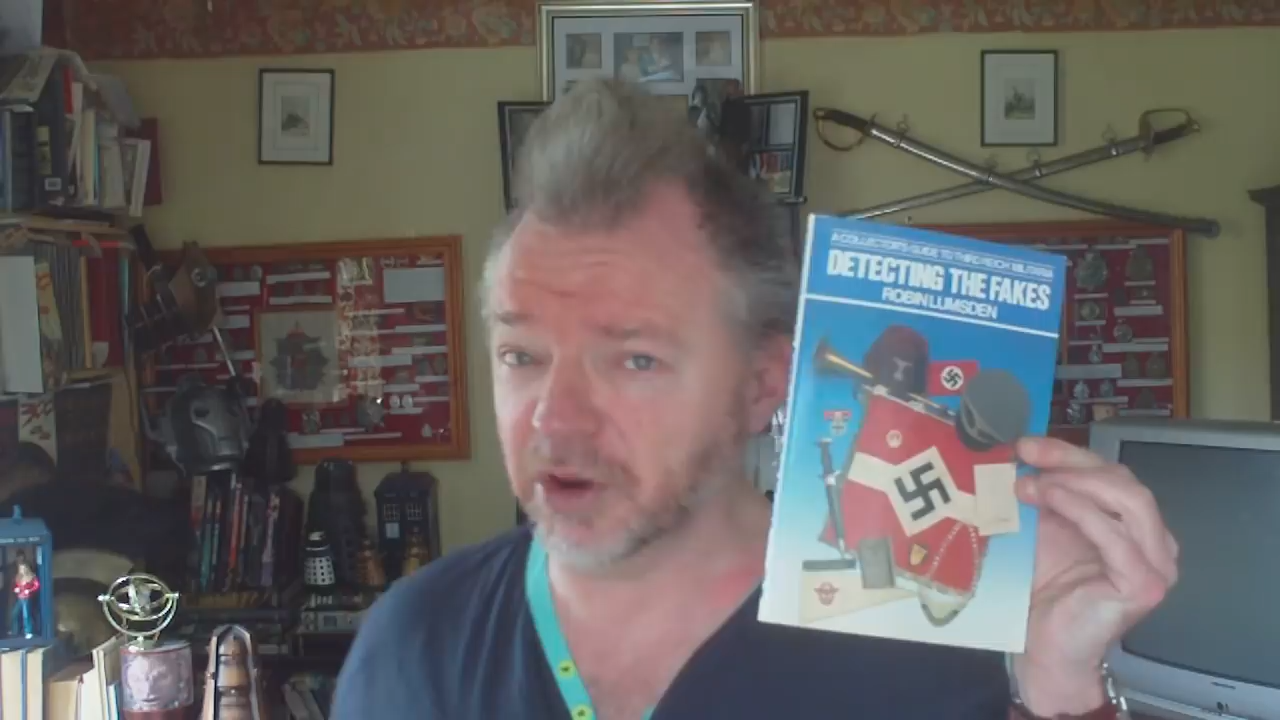 A COLLECTOR'S GUIDE TO THIRD REICH MILITARIA
DETECTING THE FAKES
ROBIN LUMSDEN